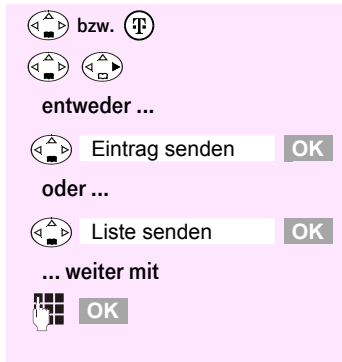 bzw. T
entweder ...
Eintrag senden OK
oder ...
Liste senden OK
... weiter mit
OK